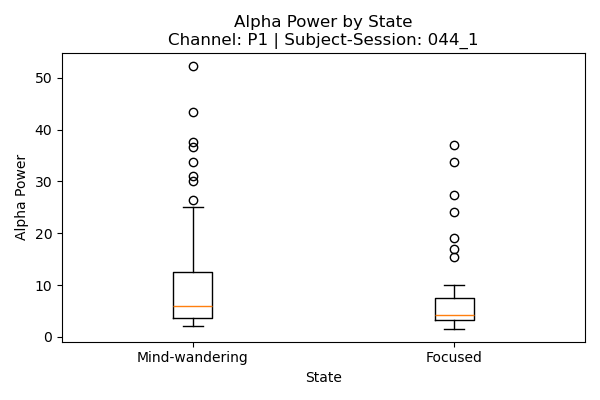 Alpha Power by State
Channel: P1 | Subject-Session: 044_1
50
40
30
20
10
0
Alpha Power
Mind-wandering
Focused
State